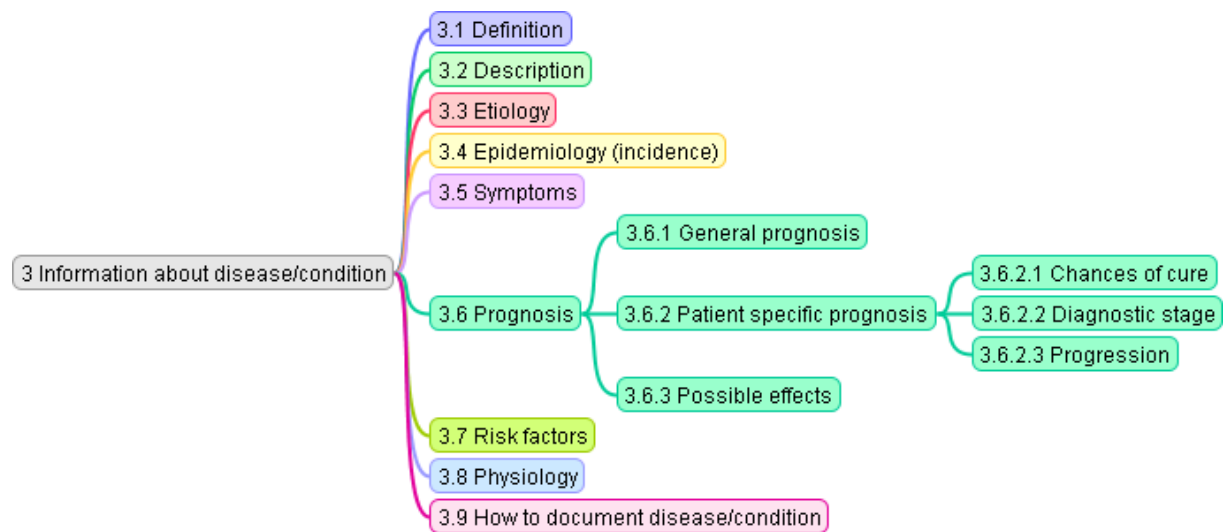 3 Information about disease/condition
3.1 Definition
3.2 Description
3.3 Etiology
3.4 Epidemiology (incidence)
3.5 Symptoms
3.6 Prognosis
3.6.1 General prognosis
3.6.2 Patient specific prognosis
3.6.2.1 Chances of cure
3.6.2.2 Diagnostic stage
3.6.2.3 Progression
3.6.3 Possible effects
3.7 Risk factors
3.8 Physiology
3.9 How to document disease/condition